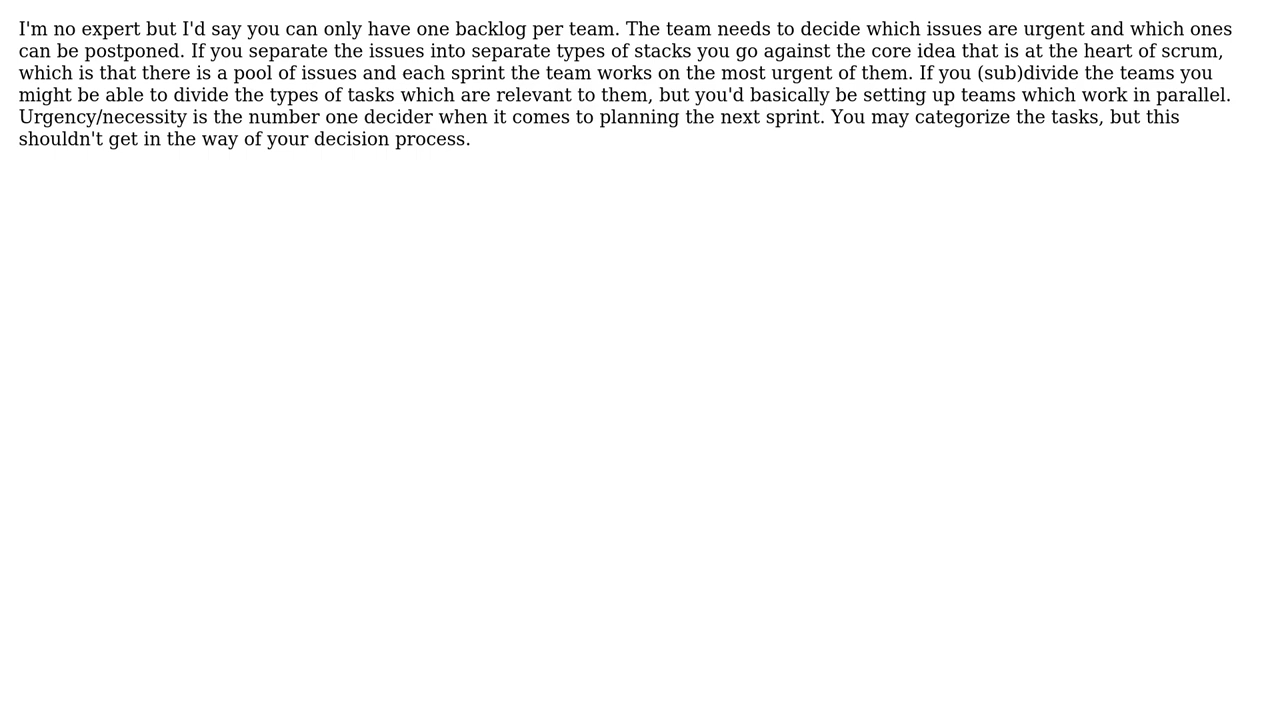 I'm no expert but I'd say you can only have one backlog per team. The team needs to decide which issues are urgent and which ones
can be postponed. If you separate the issues into separate types of stacks you go against the core idea that is at the heart of scrum,
which is that there is a pool of issues and each sprint the team works on the most urgent of them. If you (sub)divide the teams you
might be able to divide the types of tasks which are relevant to them, but you'd basically be setting up teams which work in parallel.
Urgency/necessity is the number one decider when it comes to planning the next sprint. You may categorize the tasks, but this
shouldn't get in the way of your decision process.